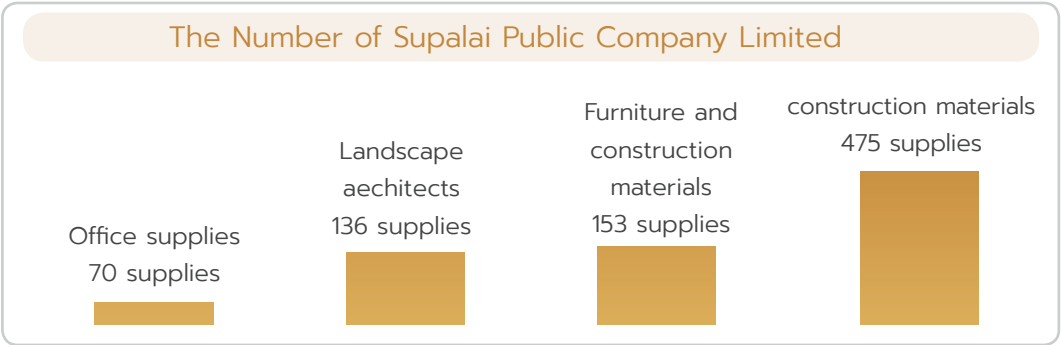 The Number of Supalai Public Company Limited
Office supplies
70 supplies
Landscape
aechitects
136 supplies
Furniture and
construction
materials
153 supplies
construction materials
475 supplies